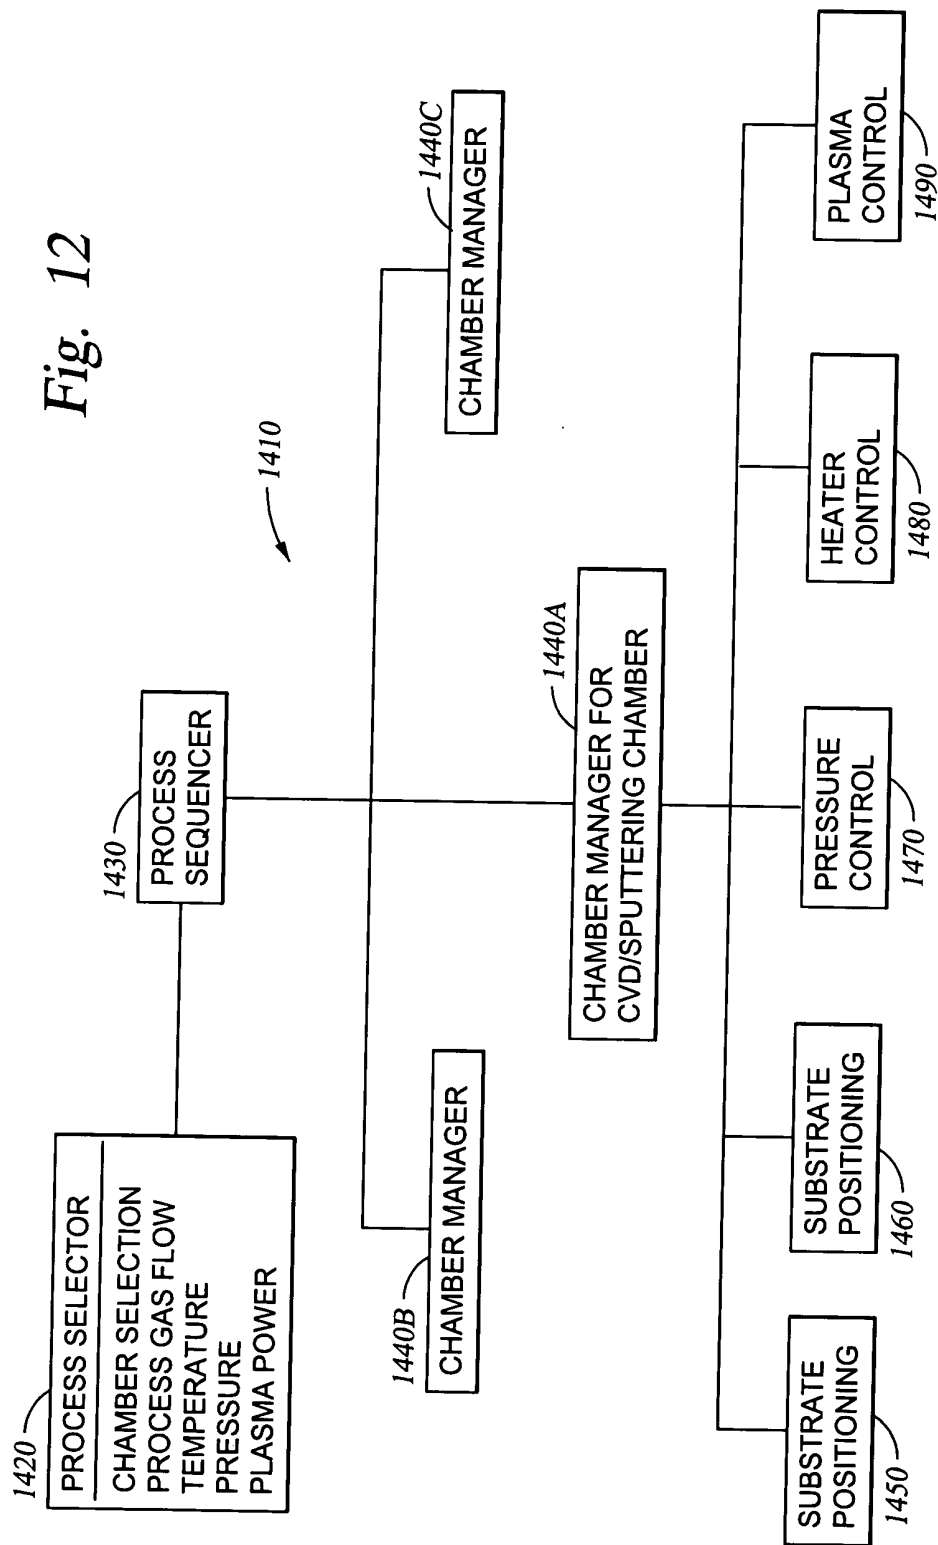 Fig. 12
1410
1420
PROCESS SELECTOR
CHAMBER SELECTION
PROCESS GAS FLOW
TEMPERATURE
PRESSURE
PLASMA POWER
1430
PROCESS
SEQUENCER
1440B
CHAMBER MANAGER
1440C
CHAMBER MANAGER
1440A
CHAMBER MANAGER FOR
CVD/SPUTTERING CHAMBER
SUBSTRATE
POSITIONING
1450
SUBSTRATE
POSITIONING
1460
PRESSURE
CONTROL
1470
HEATER
CONTROL
1480
PLASMA
CONTROL
1490